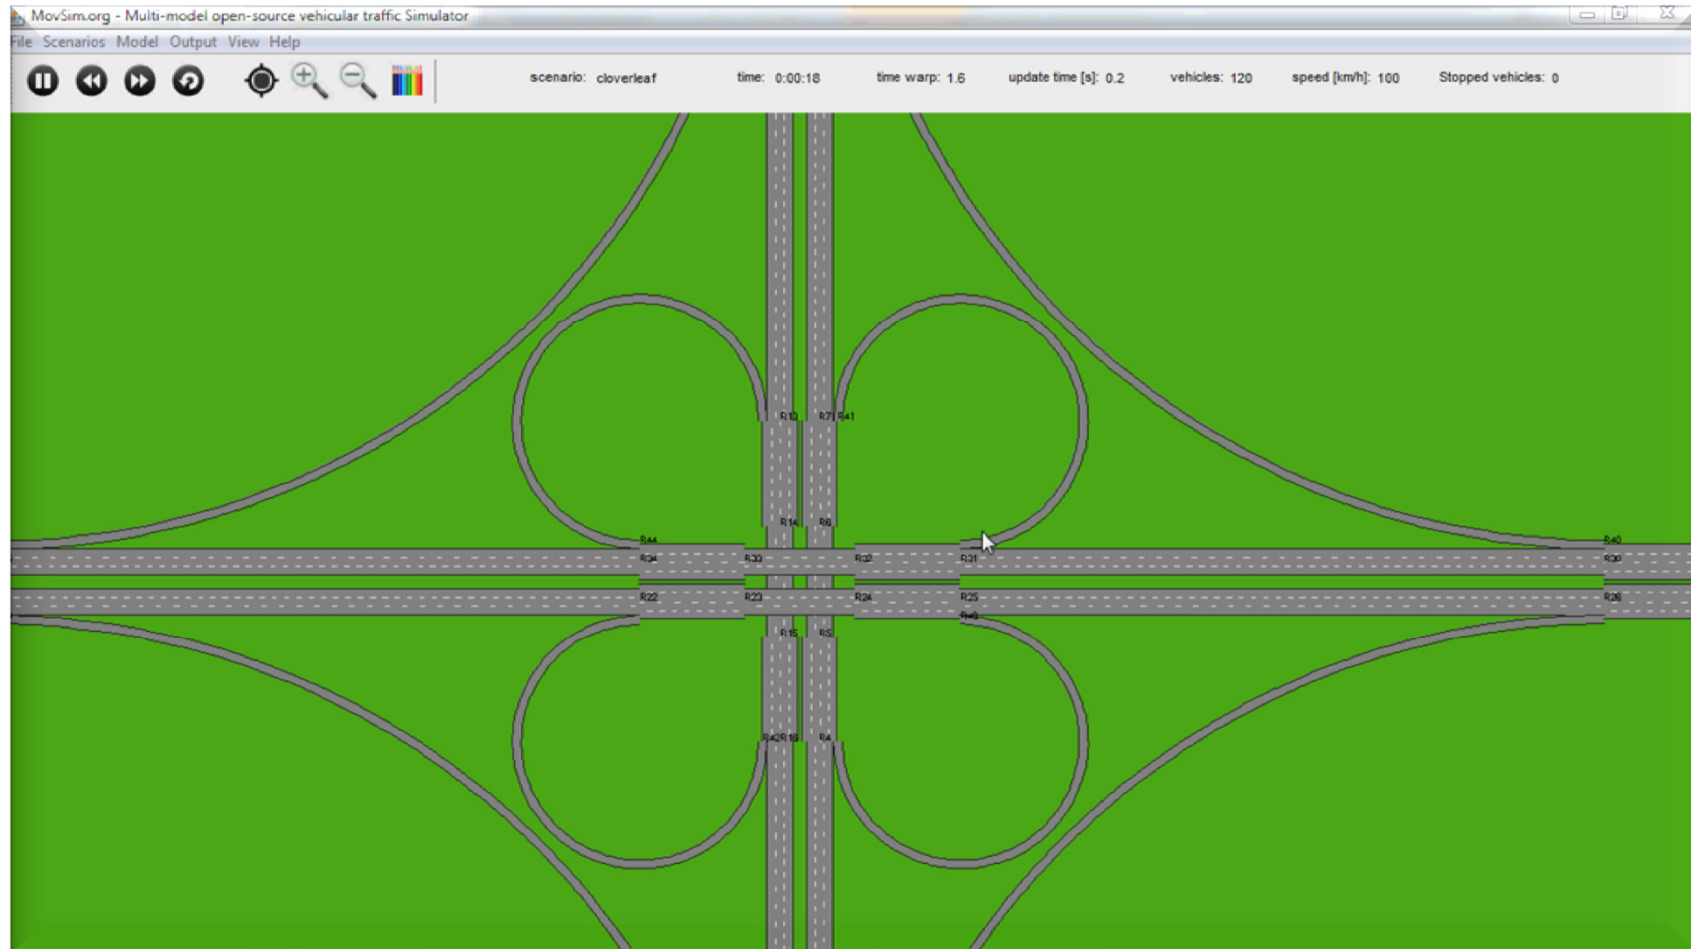 MovSim.org - Multi-model open-source vehicular traffic Simulator
File Scenarios Model Output View Help
scenario: cloverleaf time: 0:00:18 time warp: 1.6 update time [s]: 0.2 vehicles: 120 speed [km/h]: 100 Stopped vehicles: 0
R13 R7 R41
R14 R6
R44 R40
R34 R33 R32 R31 R30
R22 R23 R24 R25 R26
R15 R5
R42 R16 R4